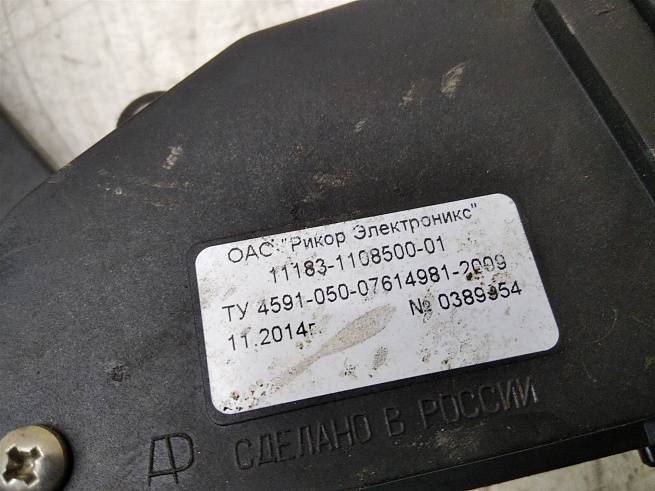 ОАО "Рикор Электроникс"
11183-1108500-01
ТУ 4591-050-07614981-2009
11.2014г. № 0389954
СДЕЛАНО В РОССИИ